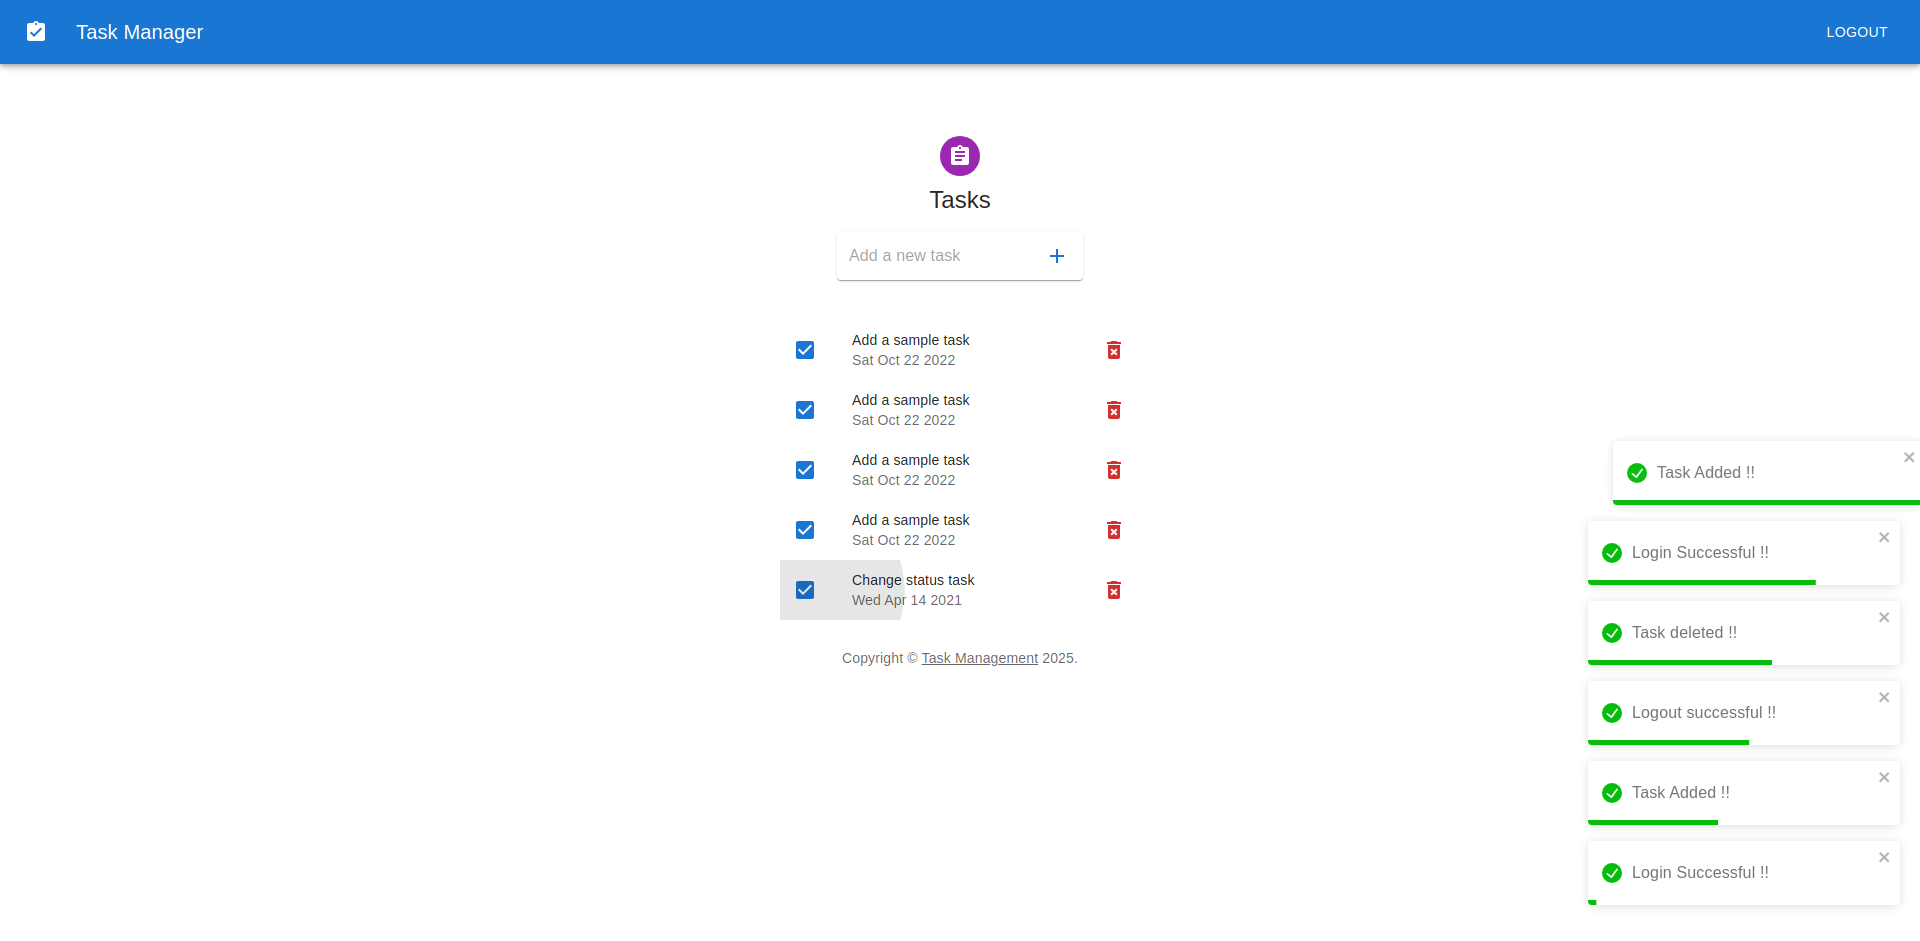 Task Manager
LOGOUT
Tasks
Add a new task
Add a sample task
Sat Oct 22 2022
Add a sample task
Sat Oct 22 2022
Add a sample task
Sat Oct 22 2022
Add a sample task
Sat Oct 22 2022
Change status task
Wed Apr 14 2021
Copyright © Task Management 2025.
Task Added !!
Login Successful !!
Task deleted !!
Logout successful !!
Task Added !!
Login Successful !!